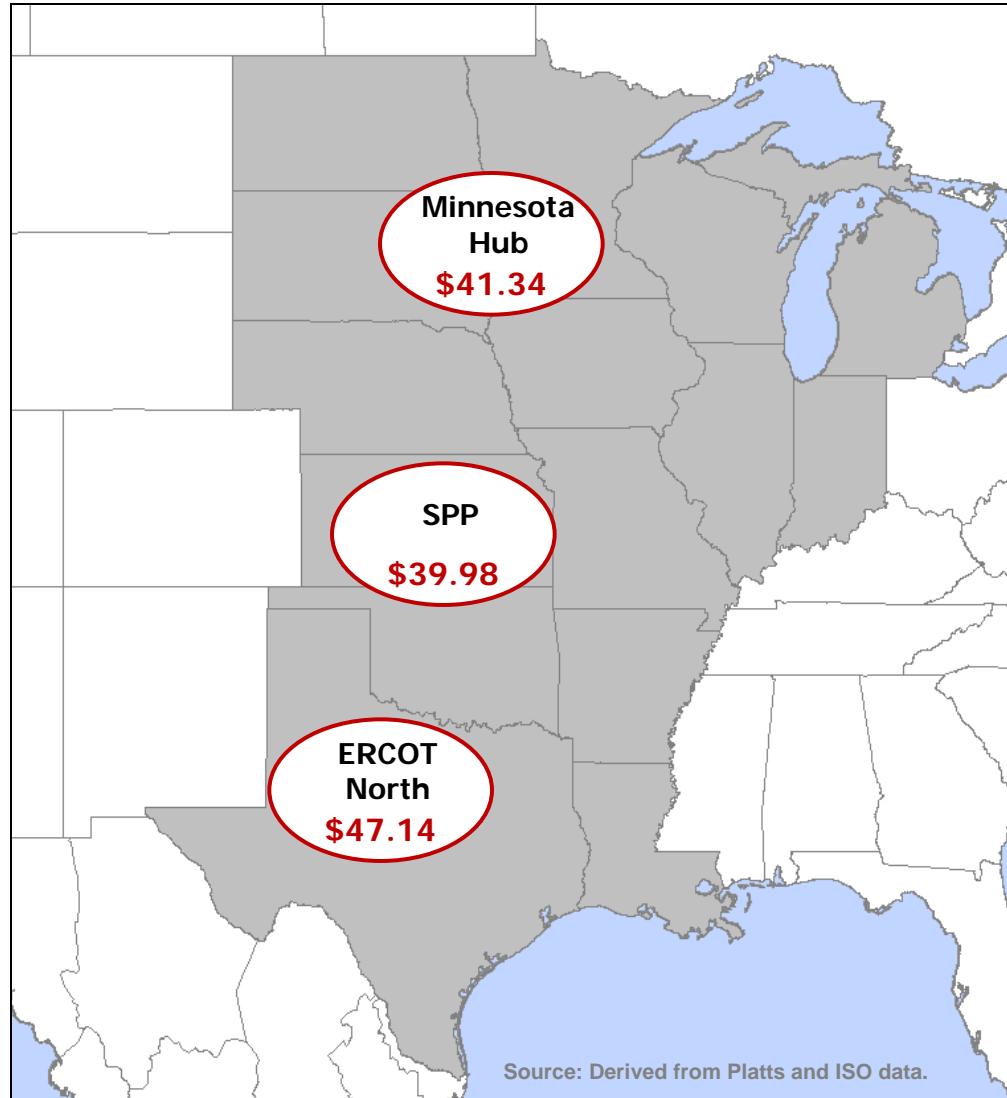 Minnesota
Hub
$41.34
SPP
$39.98
ERCOT
North
$47.14
Source: Derived from Platts and ISO data.